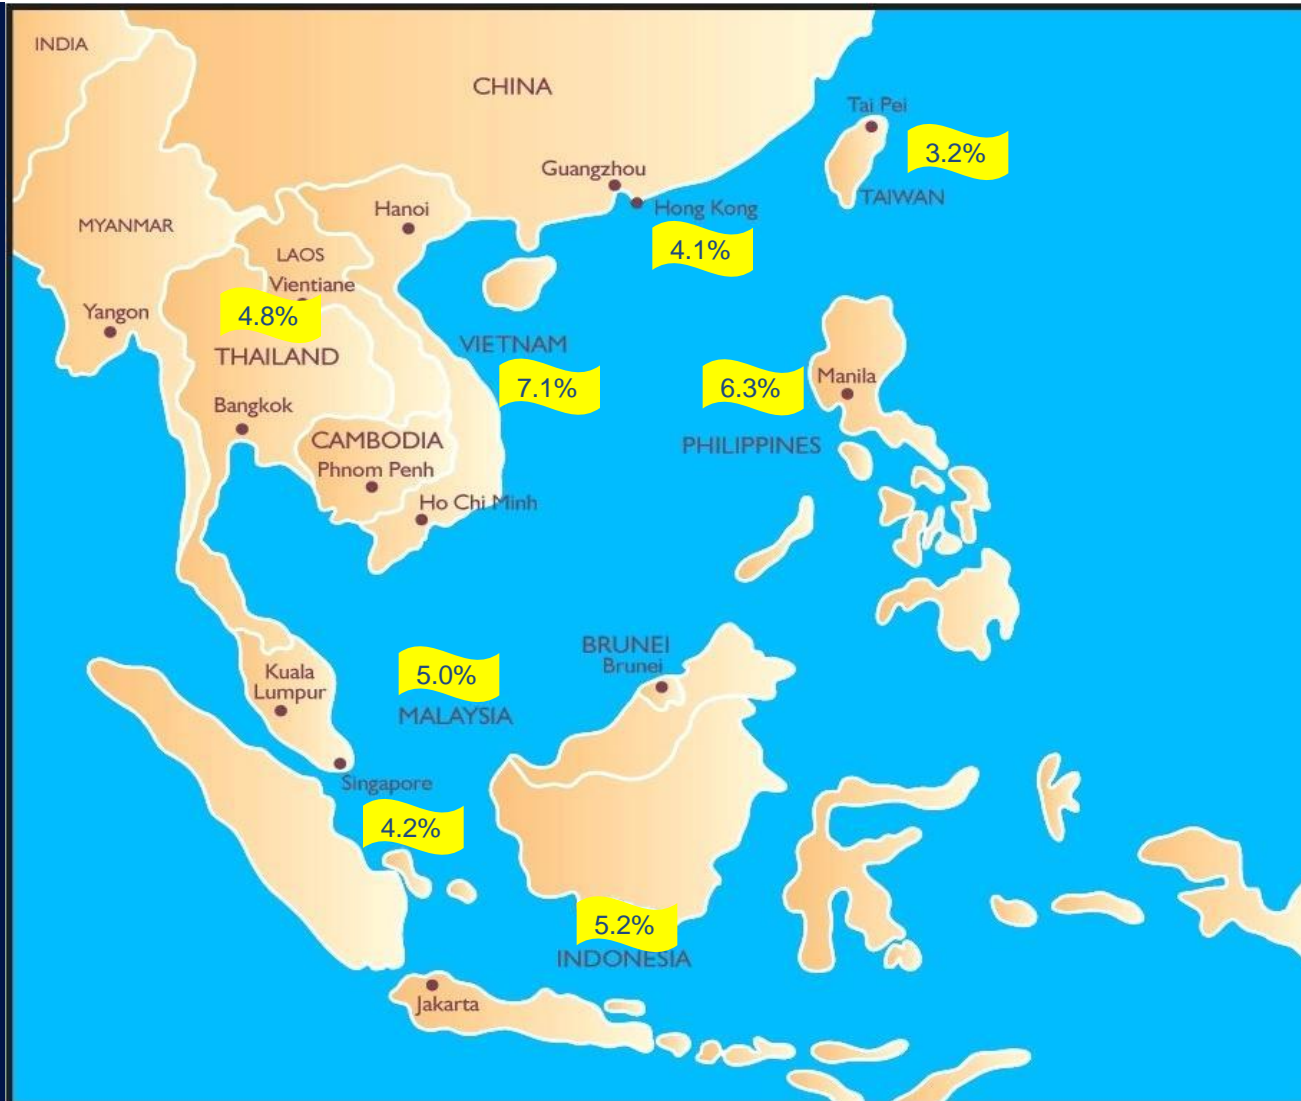 INDIA
CHINA
Tai Pei
3.2%
TAIWAN
Guangzhou
Hong Kong
4.1%
Hanoi
MYANMAR
LAOS
Vientiane
4.8%
Yangon
THAILAND
VIETNAM
7.1%
6.3%
Manila
PHILIPPINES
Bangkok
CAMBODIA
Phnom Penh
Ho Chi Minh
BRUNEI
Brunei
Kuala
Lumpur
5.0%
MALAYSIA
Singapore
4.2%
5.2%
INDONESIA
Jakarta